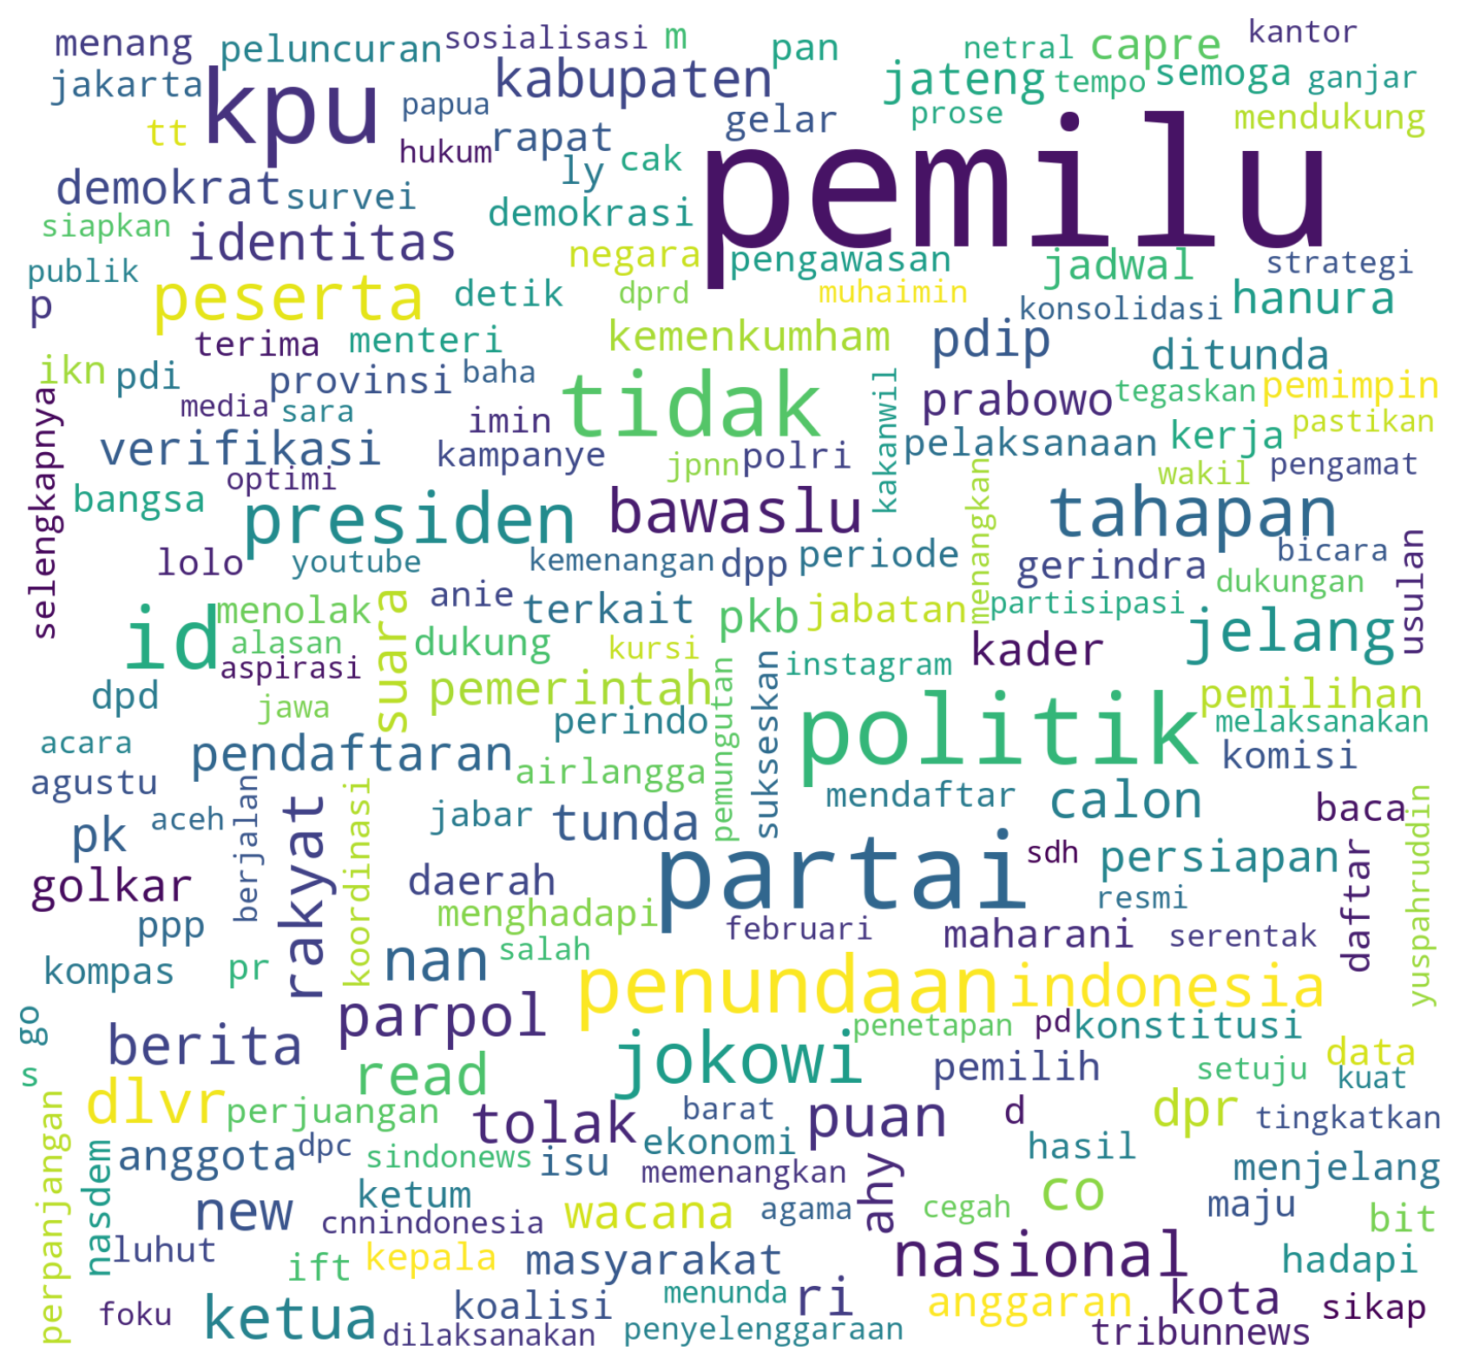 menang
peluncuran
sosialisasi
m
pan
netral
capre
kantor
jakarta
kpu
papua
kabupaten
jateng
tempo
semoga
ganjar
tt
hukum
rapat
gelar
prose
mendukung
ly
cak
pemilu
demokrat
survei
demokrasi
siapkan
identitas
negara
pengawasan
jadwal
strategi
publik
p
peserta
detik
dprd
muhaimin
konsolidasi
hanura
terima
menteri
kemenkumham
pdip
ditunda
ikn
pdi
provinsi
baha
tidak
kakanwil
prabowo
tegaskan
pemimpin
selengkapnya
media
sara
imin
pastikan
verifikasi
kampanye
jpnn
polri
pelaksanaan
kerja
bangsa
optimi
menangkan
wakil
pengamat
presiden
bawaslu
tahapan
lolo
youtube
kemenangan
dpp
periode
gerindra
bicara
dukungan
usulan
id
menolak
suara
anie
terkait
pkb
jabatan
partisipasi
jelang
alasan
dukung
kursi
kader
aspirasi
instagram
dpd
jawa
pemerintah
pemungutan
sukseskan
politik
pemilihan
perindo
melaksanakan
acara
pendaftaran
komisi
agustu
airlangga
berjalan
koordinasi
mendaftar
calon
baca
yuspahruddin
pk
aceh
rakyat
jabar
tunda
partai
sdh
persiapan
daftar
golkar
daerah
resmi
ppp
menghadapi
februari
maharani
serentak
kompas
pr
nan
salah
penundaan
indonesia
go
parpol
penetapan
pd
konstitusi
berita
jokowi
s
read
pemilih
setuju
data
kuat
perpanjangan
dlvr
perjuangan
tolak
barat
puan
d
dpr
tingkatkan
nasdem
anggota
dpc
sindonews
isu
ekonomi
hasil
memenangkan
ahy
menjelang
new
ketum
cnnindonesia
wacana
agama
cegah
co
maju
bit
luhut
ift
kepala
masyarakat
nasional
hadapi
foku
ketua
koalisi
menunda
ri
anggaran
kota
sikap
dilaksanakan
penyelenggaraan
tribunnews